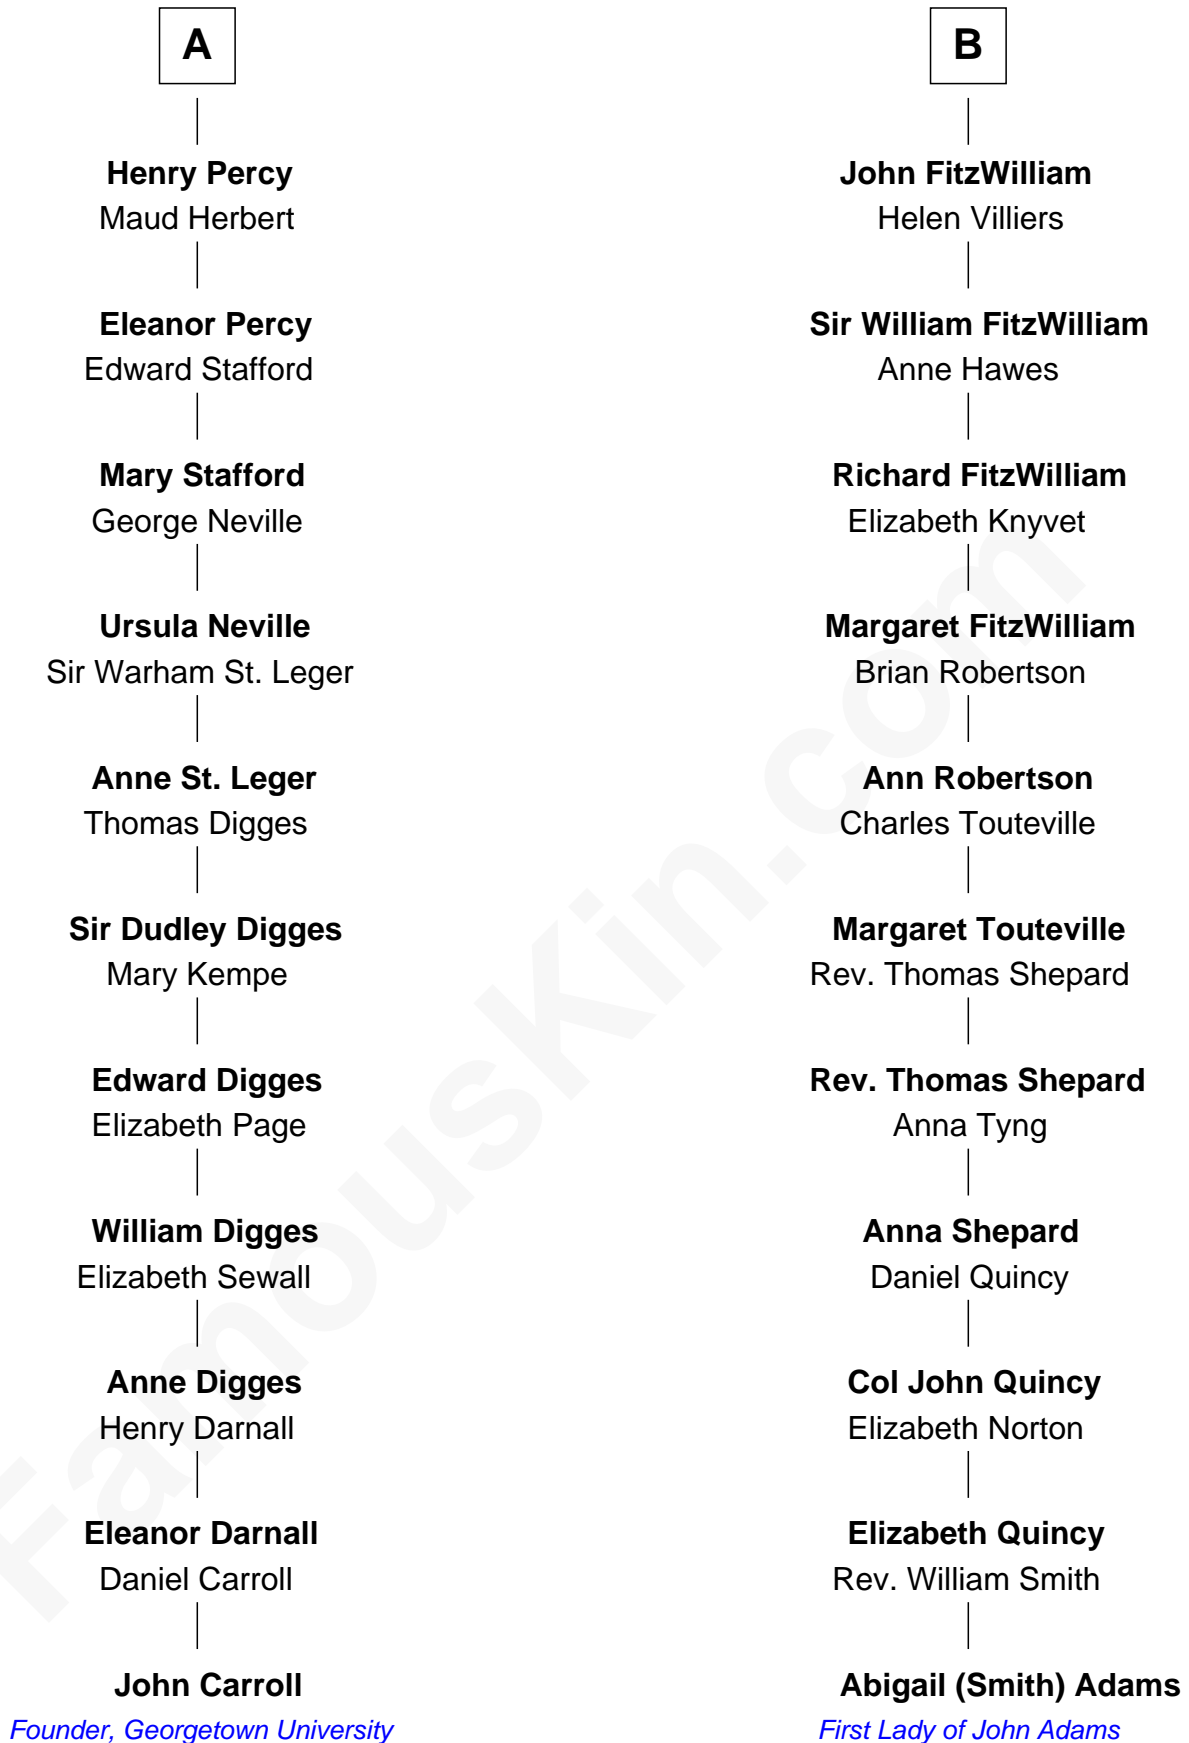 A
Henry Percy
Maud Herbert
Eleanor Percy
Edward Stafford
Mary Stafford
George Neville
Ursula Neville
Sir Warham St. Leger
Anne St. Leger
Thomas Digges
Sir Dudley Digges
Mary Kempe
Edward Digges
Elizabeth Page
William Digges
Elizabeth Sewall
Anne Digges
Henry Darnall
Eleanor Darnall
Daniel Carroll
John Carroll
Founder, Georgetown University
B
John FitzWilliam
Helen Villiers
Sir William FitzWilliam
Anne Hawes
Richard FitzWilliam
Elizabeth Knyvet
Margaret FitzWilliam
Brian Robertson
Ann Robertson
Charles Touteville
Margaret Touteville
Rev. Thomas Shepard
Rev. Thomas Shepard
Anna Tyng
Anna Shepard
Daniel Quincy
Col John Quincy
Elizabeth Norton
Elizabeth Quincy
Rev. William Smith
Abigail (Smith) Adams
First Lady of John Adams
FamousKin.com